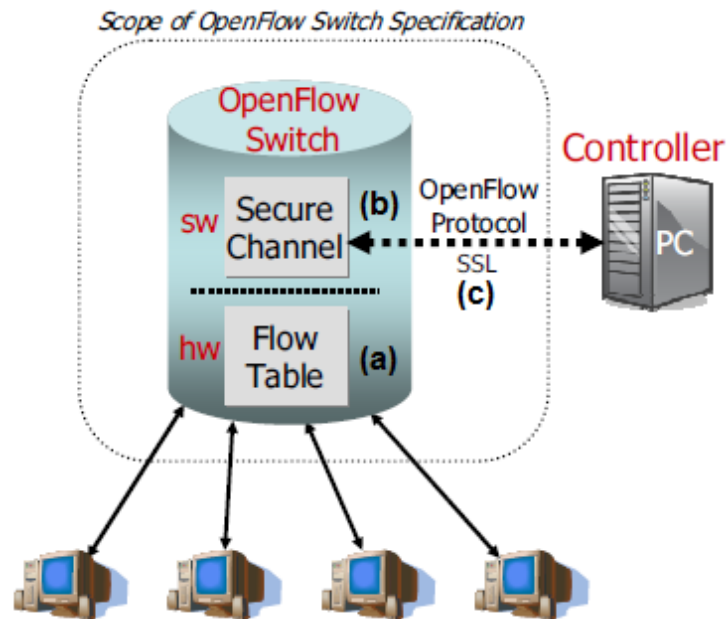 Scope of OpenFlow Switch Specification
OpenFlow
Switch
Controller
sw
Secure
Channel
(b)
OpenFlow
Protocol
SSL
(c)
PC
hw
Flow
Table
(a)